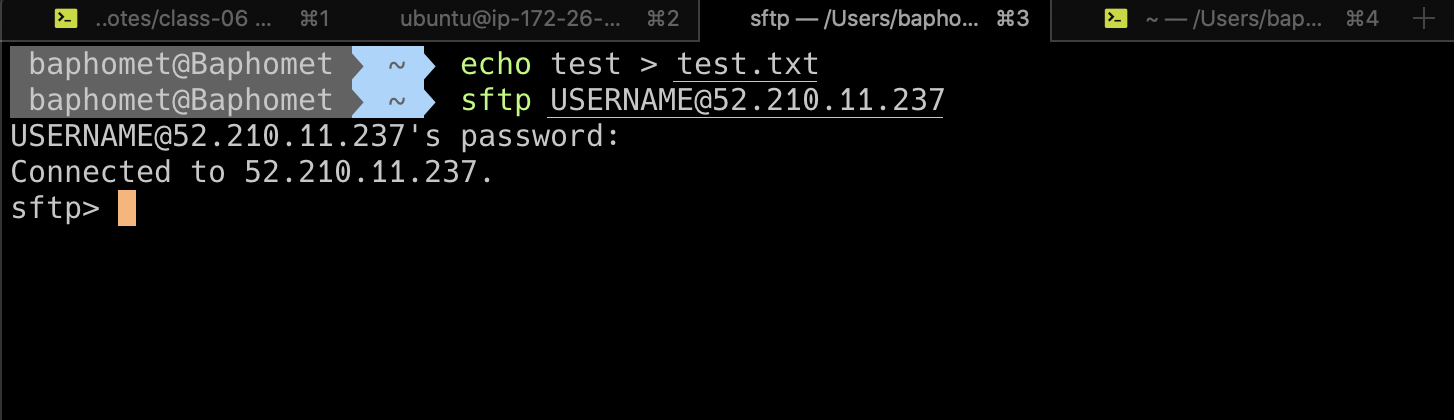 ..otes/class-06 ... ⌘1
ubuntu@ip-172-26-... ⌘2
sftp — /Users/bapho... ⌘3
~ — /Users/bap... ⌘4
baphomet@Baphomet ~ echo test > test.txt
baphomet@Baphomet ~ sftp USERNAME@52.210.11.237
USERNAME@52.210.11.237's password:
Connected to 52.210.11.237.
sftp>